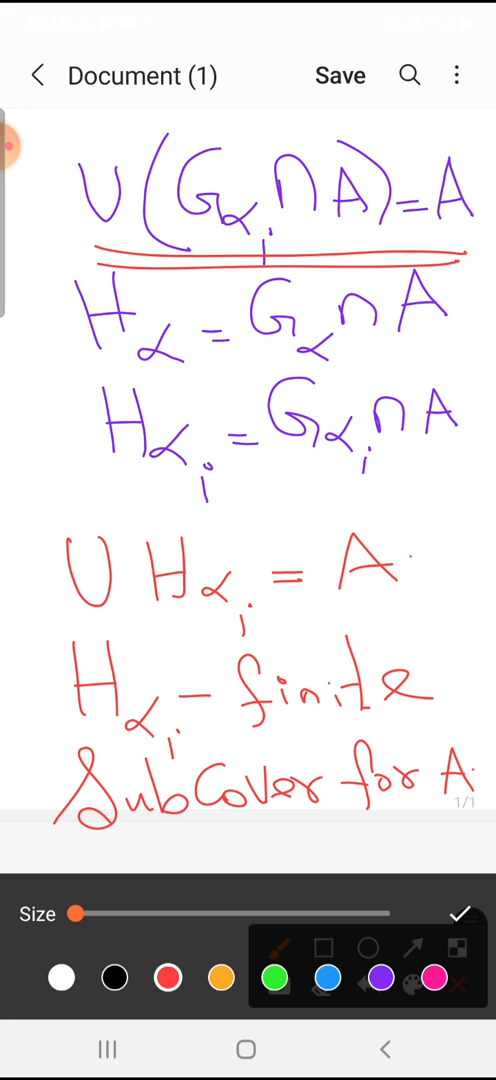 Document (1) Save
∪(Gαᵢ∩A)=A
Hα=Gα∩A
Hαᵢ=Gαᵢ∩A
∪ Hαᵢ = A.
Hαᵢ - finite
SubCover for A.
1/1
Size